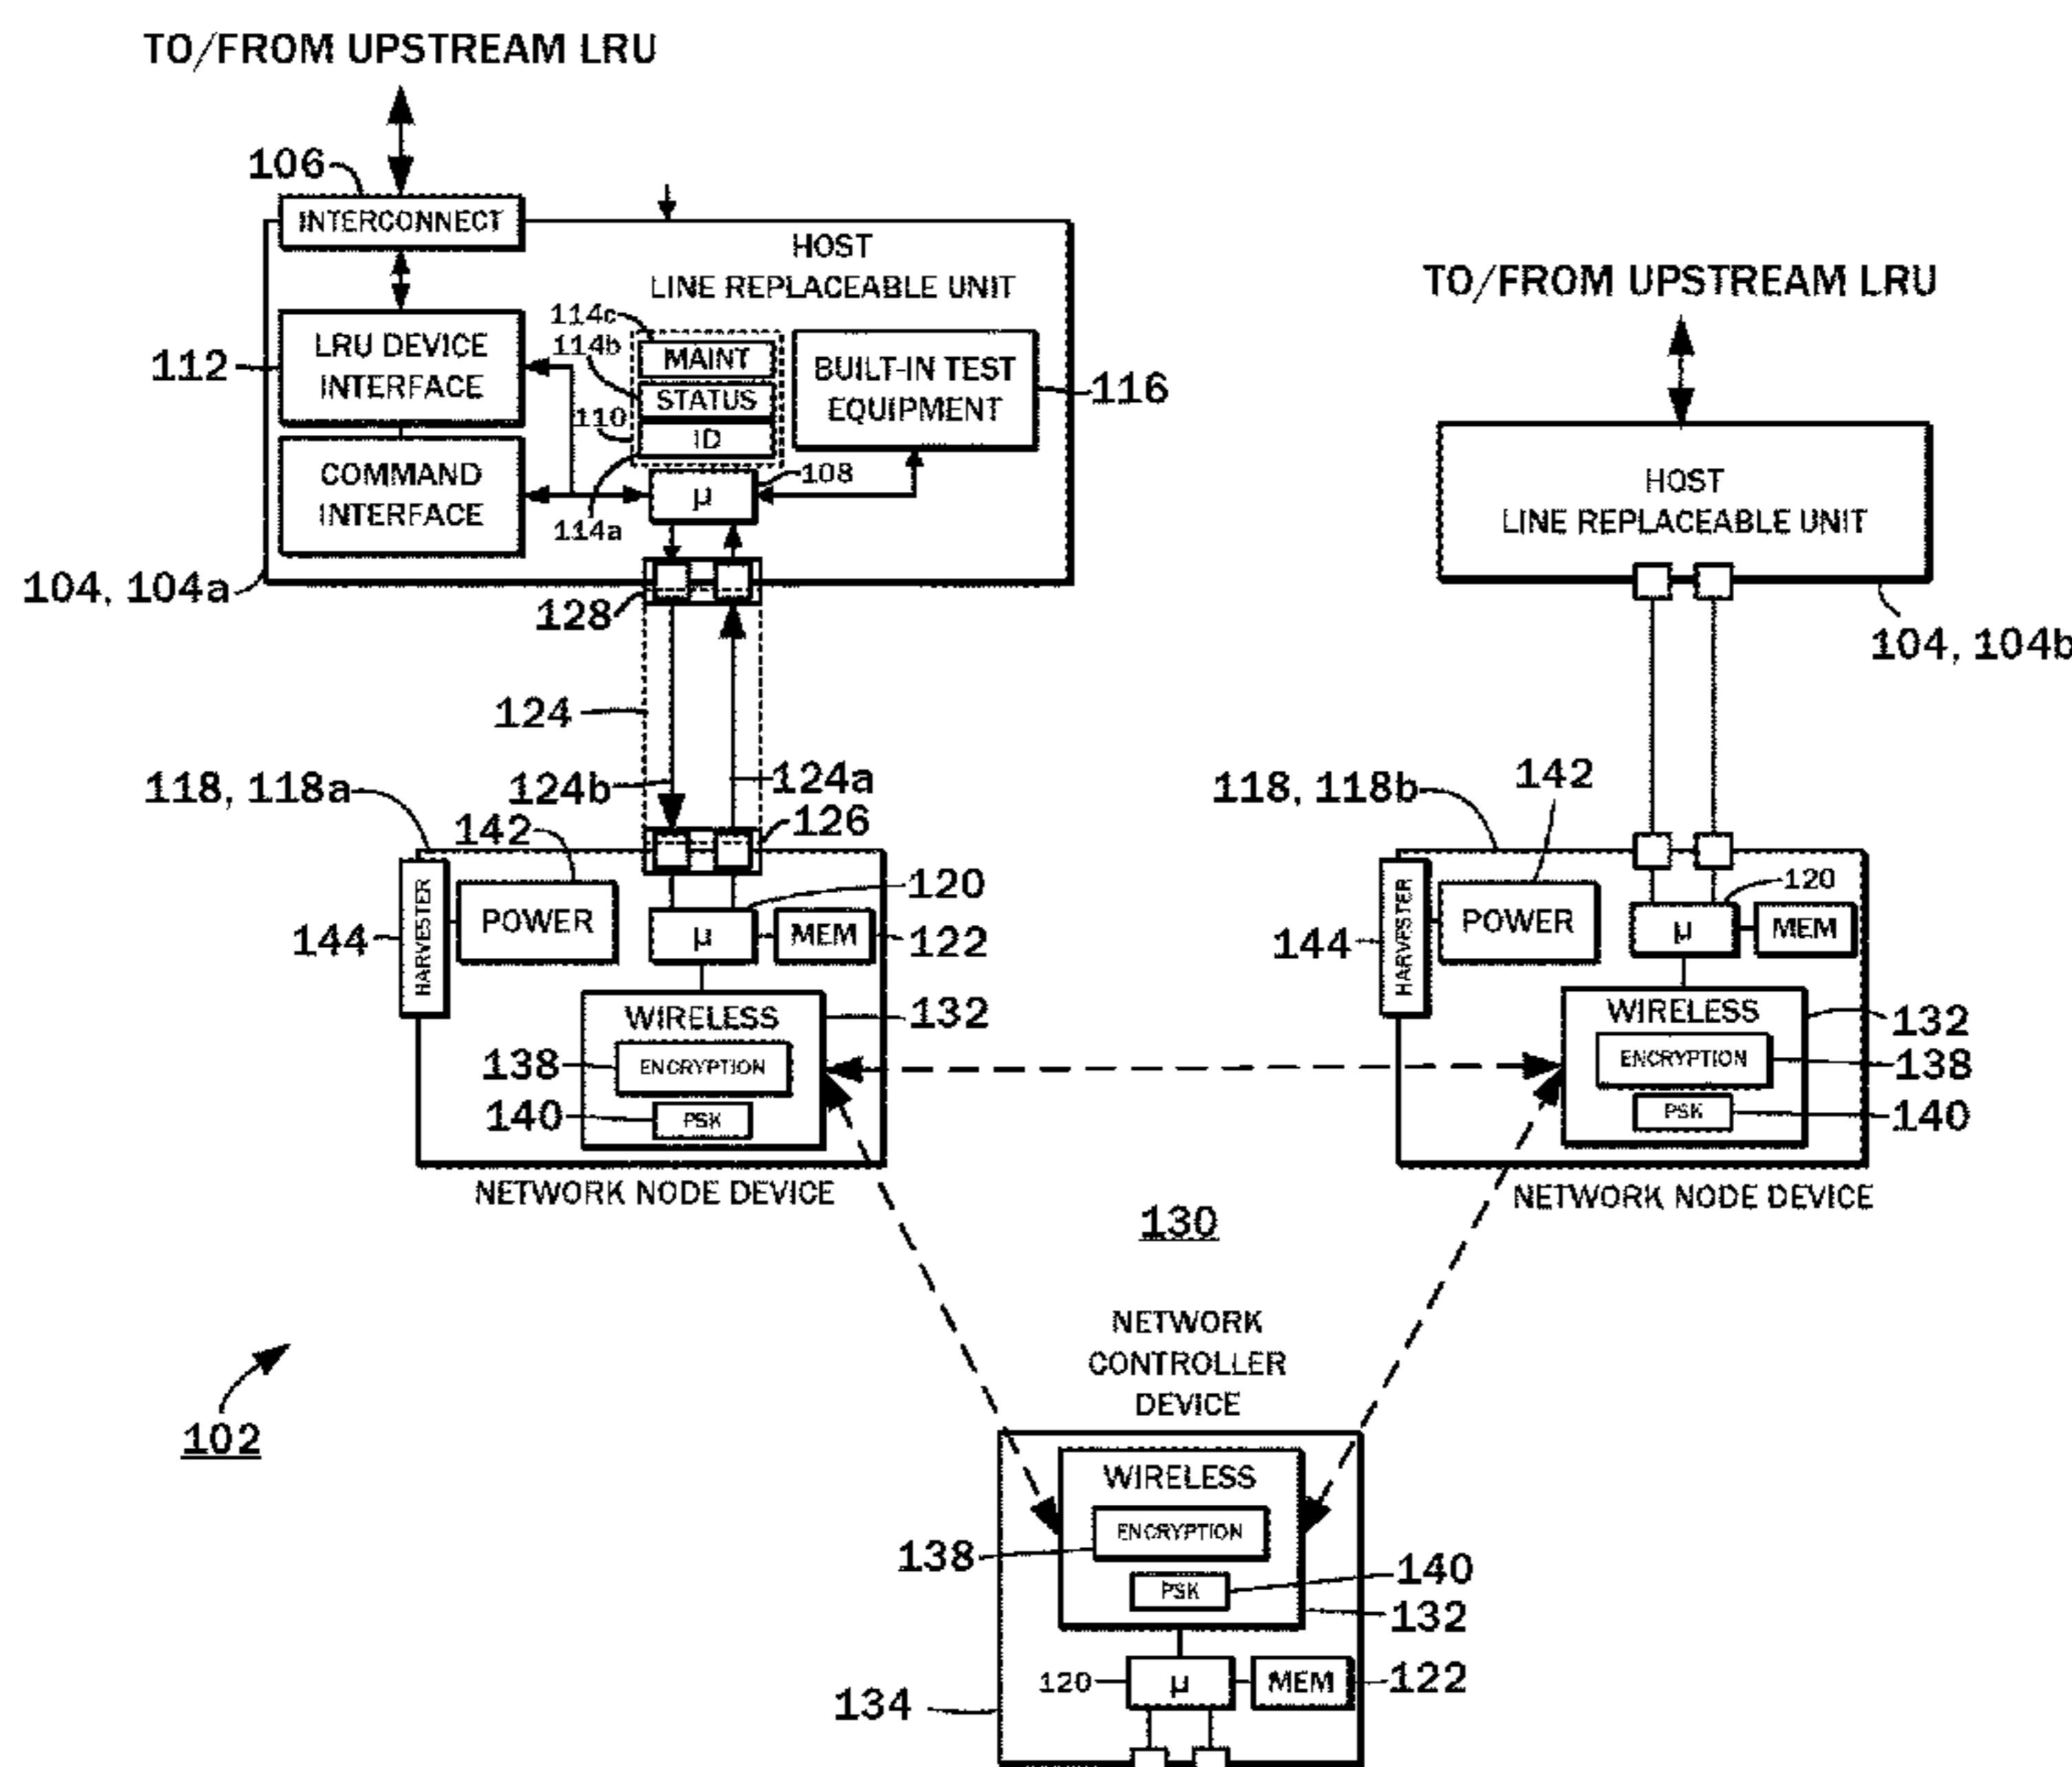 TO/FROM UPSTREAM LRU
106
INTERCONNECT
HOST
LINE REPLACEABLE UNIT
112
LRU DEVICE
INTERFACE
114c
114b
MAINT
STATUS
110
ID
BUILT-IN TEST
EQUIPMENT
116
COMMAND
INTERFACE
108
μ
114a
104, 104a
128
TO/FROM UPSTREAM LRU
HOST
LINE REPLACEABLE UNIT
104, 104b
124
124b
124a
118, 118a
142
126
144
HARVESTER
POWER
120
μ
MEM
122
WIRELESS
132
138
ENCRYPTION
140
PSK
NETWORK NODE DEVICE
118, 118b
142
144
HARVESTER
POWER
120
μ
MEM
WIRELESS
132
ENCRYPTION
138
PSK
140
NETWORK NODE DEVICE
130
102
NETWORK
CONTROLLER
DEVICE
WIRELESS
138
ENCRYPTION
PSK
140
132
120
μ
MEM
122
134